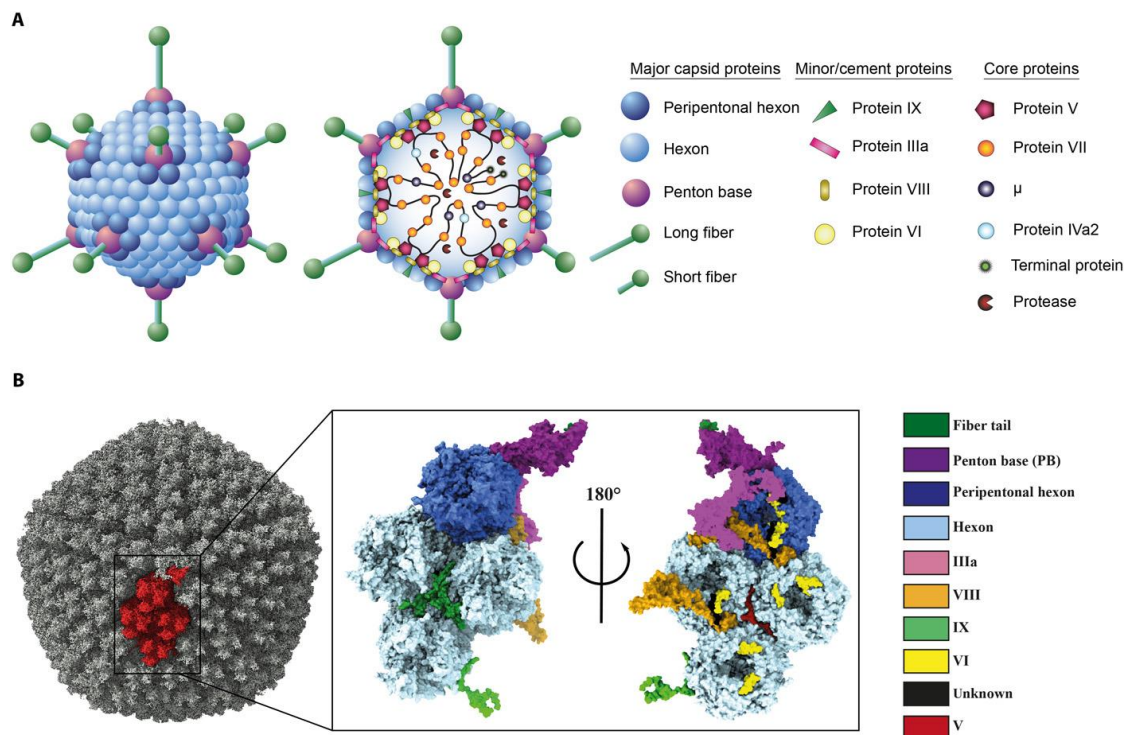 A
Major capsid proteins
Peripentonal hexon
Hexon
Penton base
Long fiber
Short fiber
Minor/cement proteins
Protein IX
Protein IIIa
Protein VIII
Protein VI
Core proteins
Protein V
Protein VII
μ
Protein IVa2
Terminal protein
Protease
B
180°
Fiber tail
Penton base (PB)
Peripentonal hexon
Hexon
IIIa
VIII
IX
VI
Unknown
V